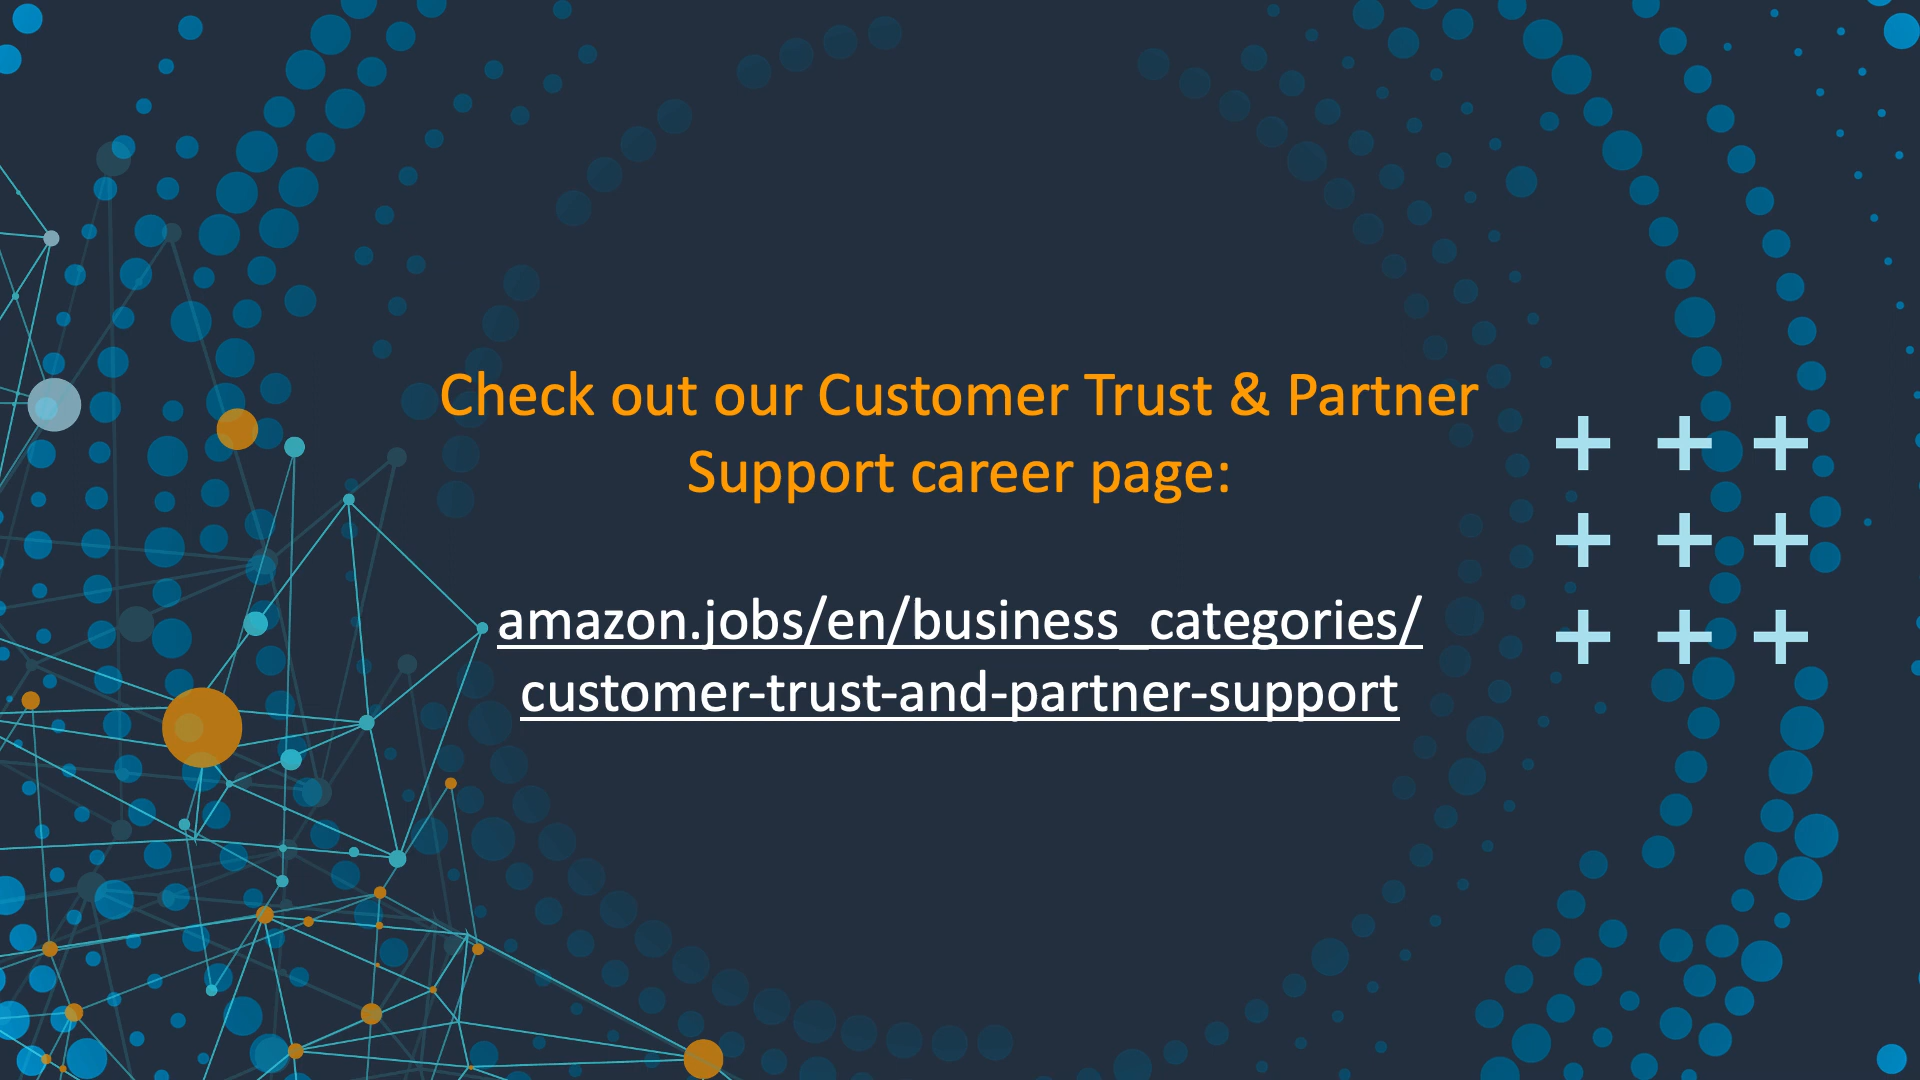 Check out our Customer Trust & Partner
Support career page:
amazon.jobs/en/business_categories/
customer-trust-and-partner-support